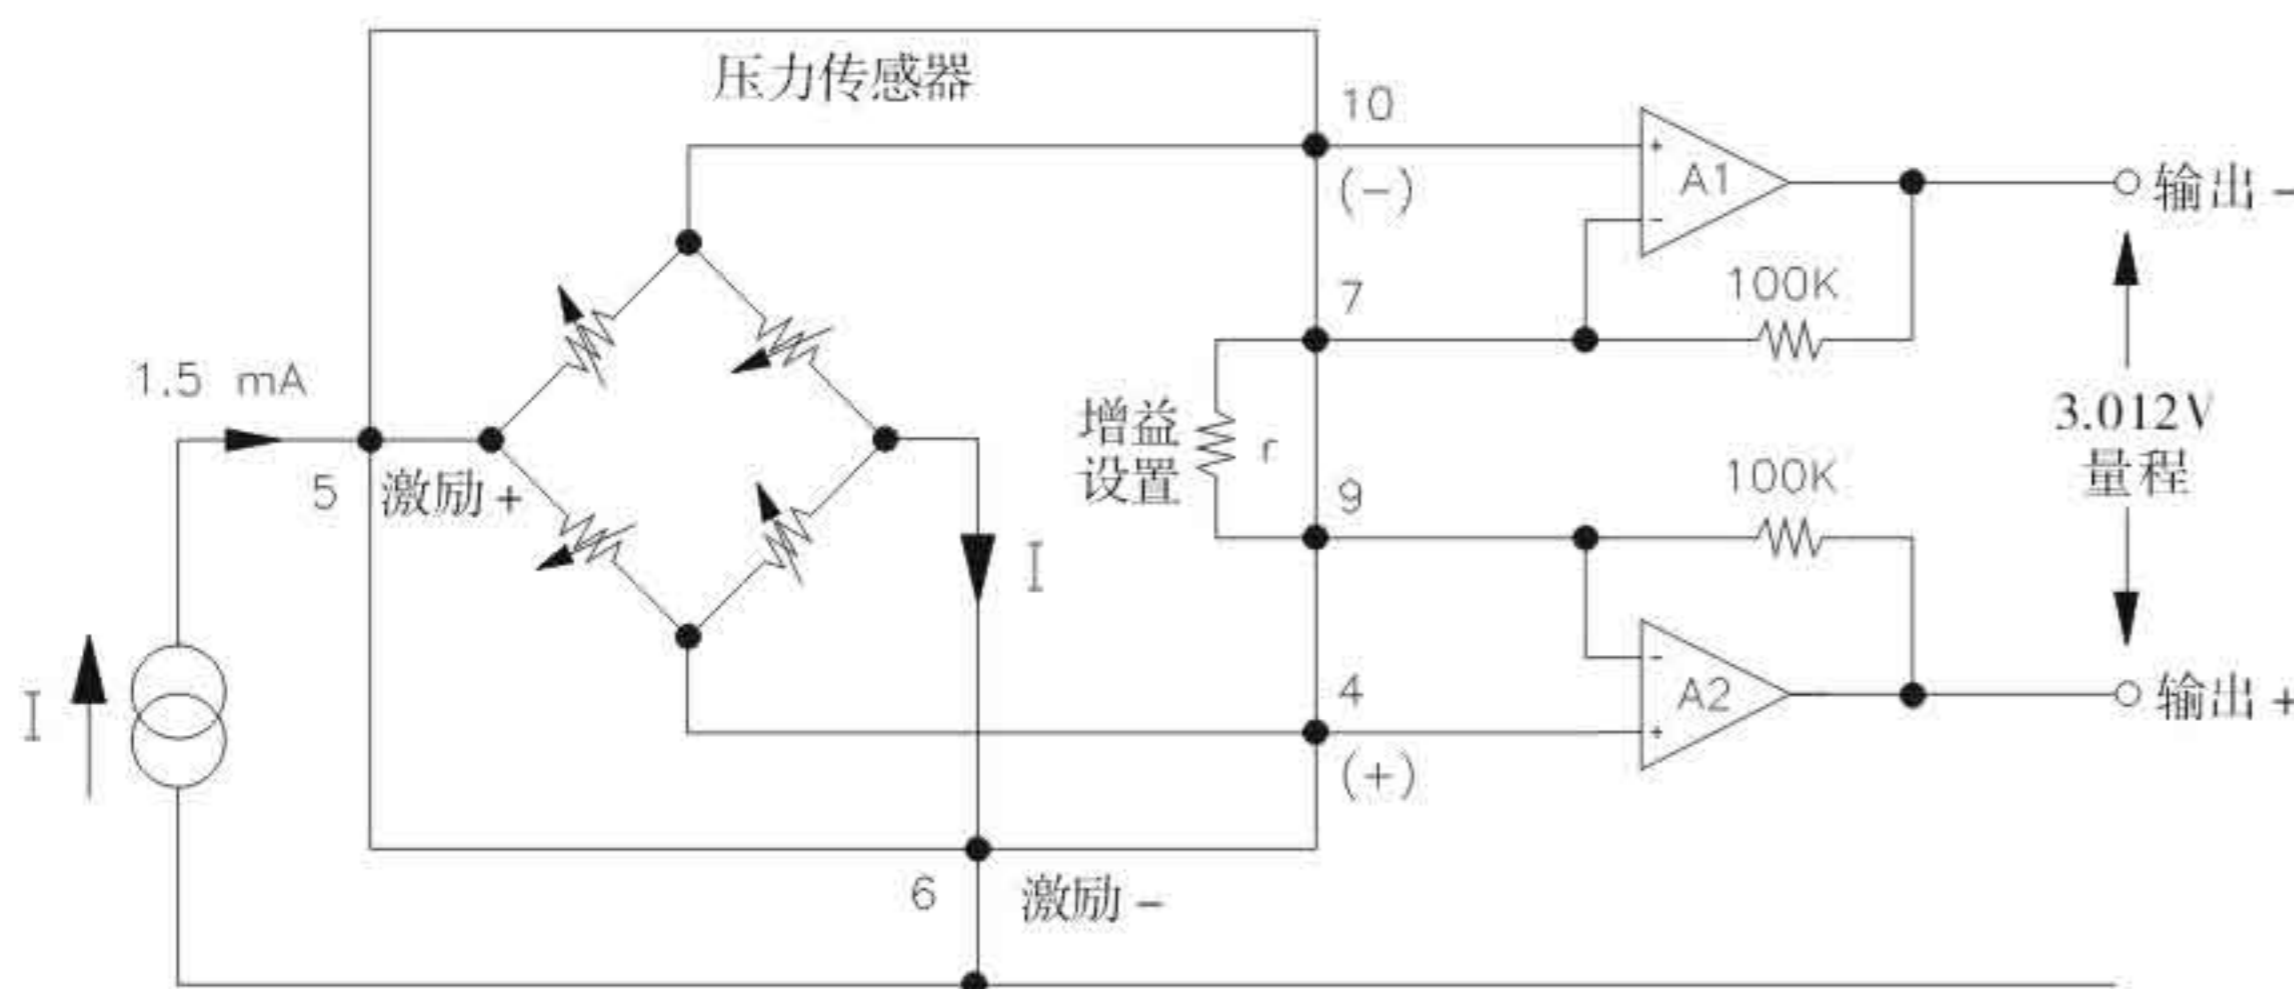 压力传感器
10
(-)
+
A1
-
输出 -
7
100K
1.5 mA
5
激励 +
增益
设置
r
9
100K
3.012V
量程
I
I
4
(+)
-
A2
+
输出 +
6
激励 -